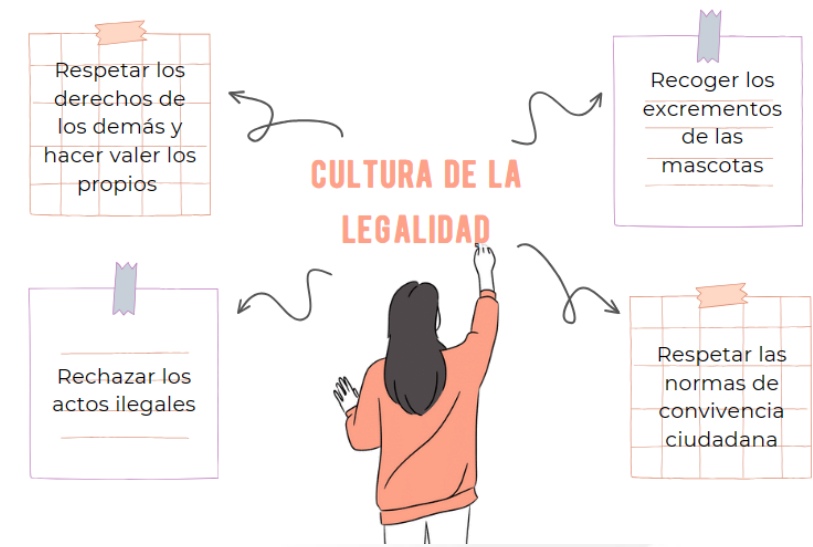 Respetar los
derechos de
los demás y
hacer valer los
propios
Recoger los
excrementos
de las
mascotas
CULTURA DE LA
LEGALIDAD
Rechazar los
actos ilegales
Respetar las
normas de
convivencia
ciudadana